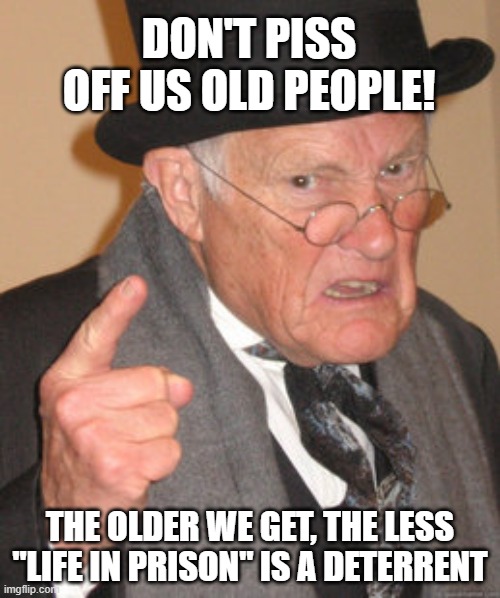 DON'T PISS
OFF US OLD PEOPLE!
THE OLDER WE GET, THE LESS
"LIFE IN PRISON" IS A DETERRENT
imgflip.com